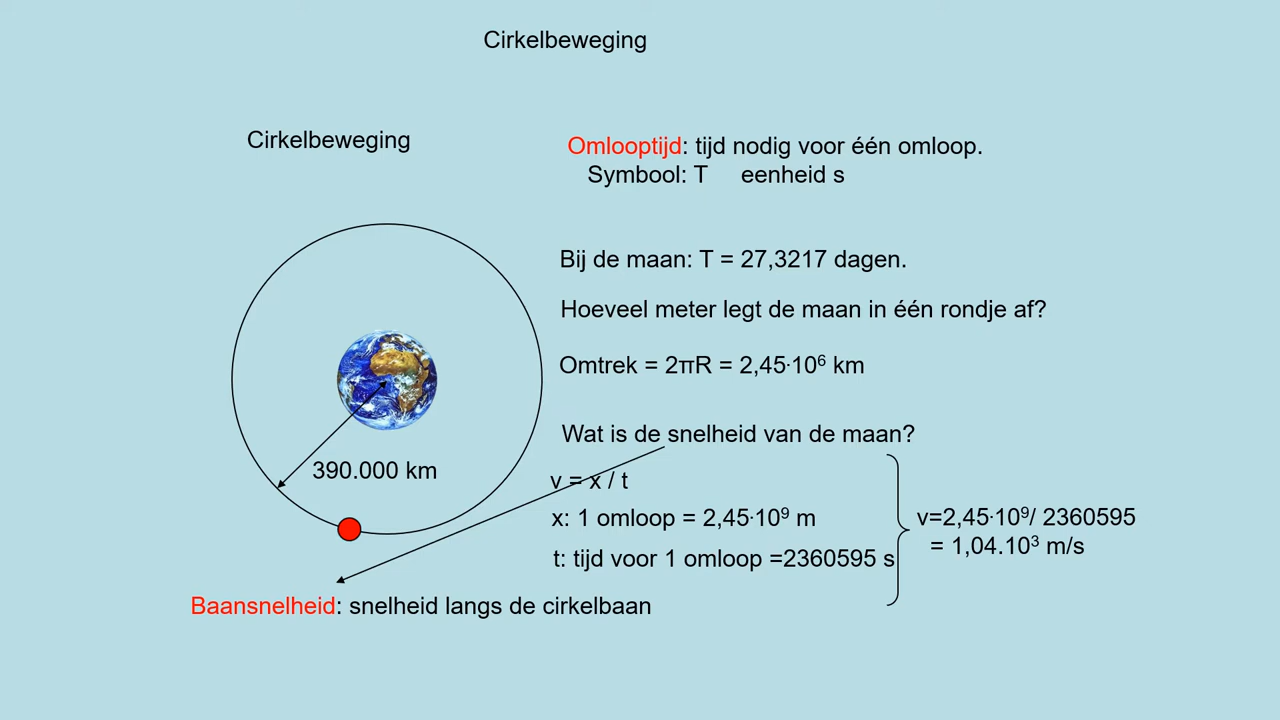 Cirkelbeweging
Cirkelbeweging
Omlooptijd: tijd nodig voor één omloop.
Symbool: T eenheid s
Bij de maan: T = 27,3217 dagen.
Hoeveel meter legt de maan in één rondje af?
Omtrek = 2πR = 2,45·10⁶ km
Wat is de snelheid van de maan?
390.000 km
v = x / t
x: 1 omloop = 2,45·10⁹ m
t: tijd voor 1 omloop =2360595 s
v=2,45·10⁹/ 2360595
= 1,04.10³ m/s
Baansnelheid: snelheid langs de cirkelbaan